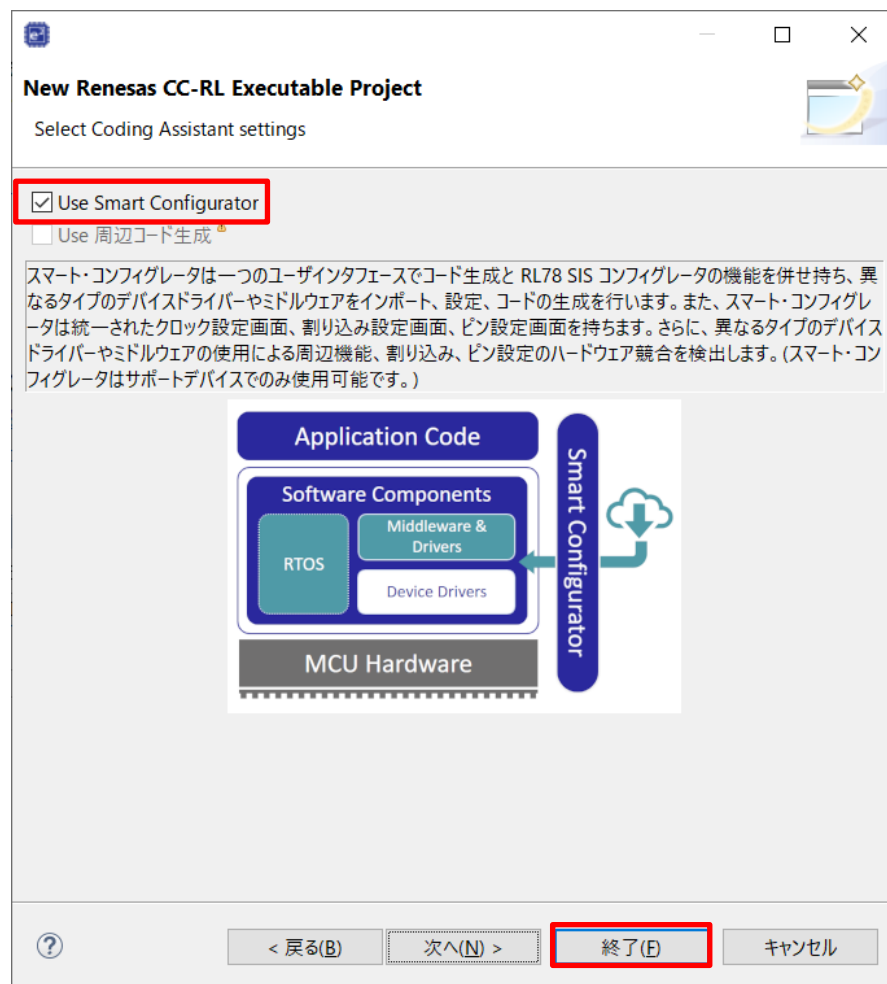 New Renesas CC-RL Executable Project
Select Coding Assistant settings
Use Smart Configurator
Use 周辺コード生成
スマート・コンフィグレータは一つのユーザインタフェースでコード生成と RL78 SIS コンフィグレータの機能を併せ持ち、異
なるタイプのデバイスドライバーやミドルウェアをインポート、設定、コードの生成を行います。また、スマート・コンフィグレ
ータは統一されたクロック設定画面、割り込み設定画面、ピン設定画面を持ちます。さらに、異なるタイプのデバイス
ドライバーやミドルウェアの使用による周辺機能、割り込み、ピン設定のハードウェア競合を検出します。(スマート・コン
フィグレータはサポートデバイスでのみ使用可能です。)
Application Code
Software Components
RTOS
Middleware &
Drivers
Device Drivers
MCU Hardware
Smart Configurator
< 戻る(B)
次へ(N) >
終了(F)
キャンセル